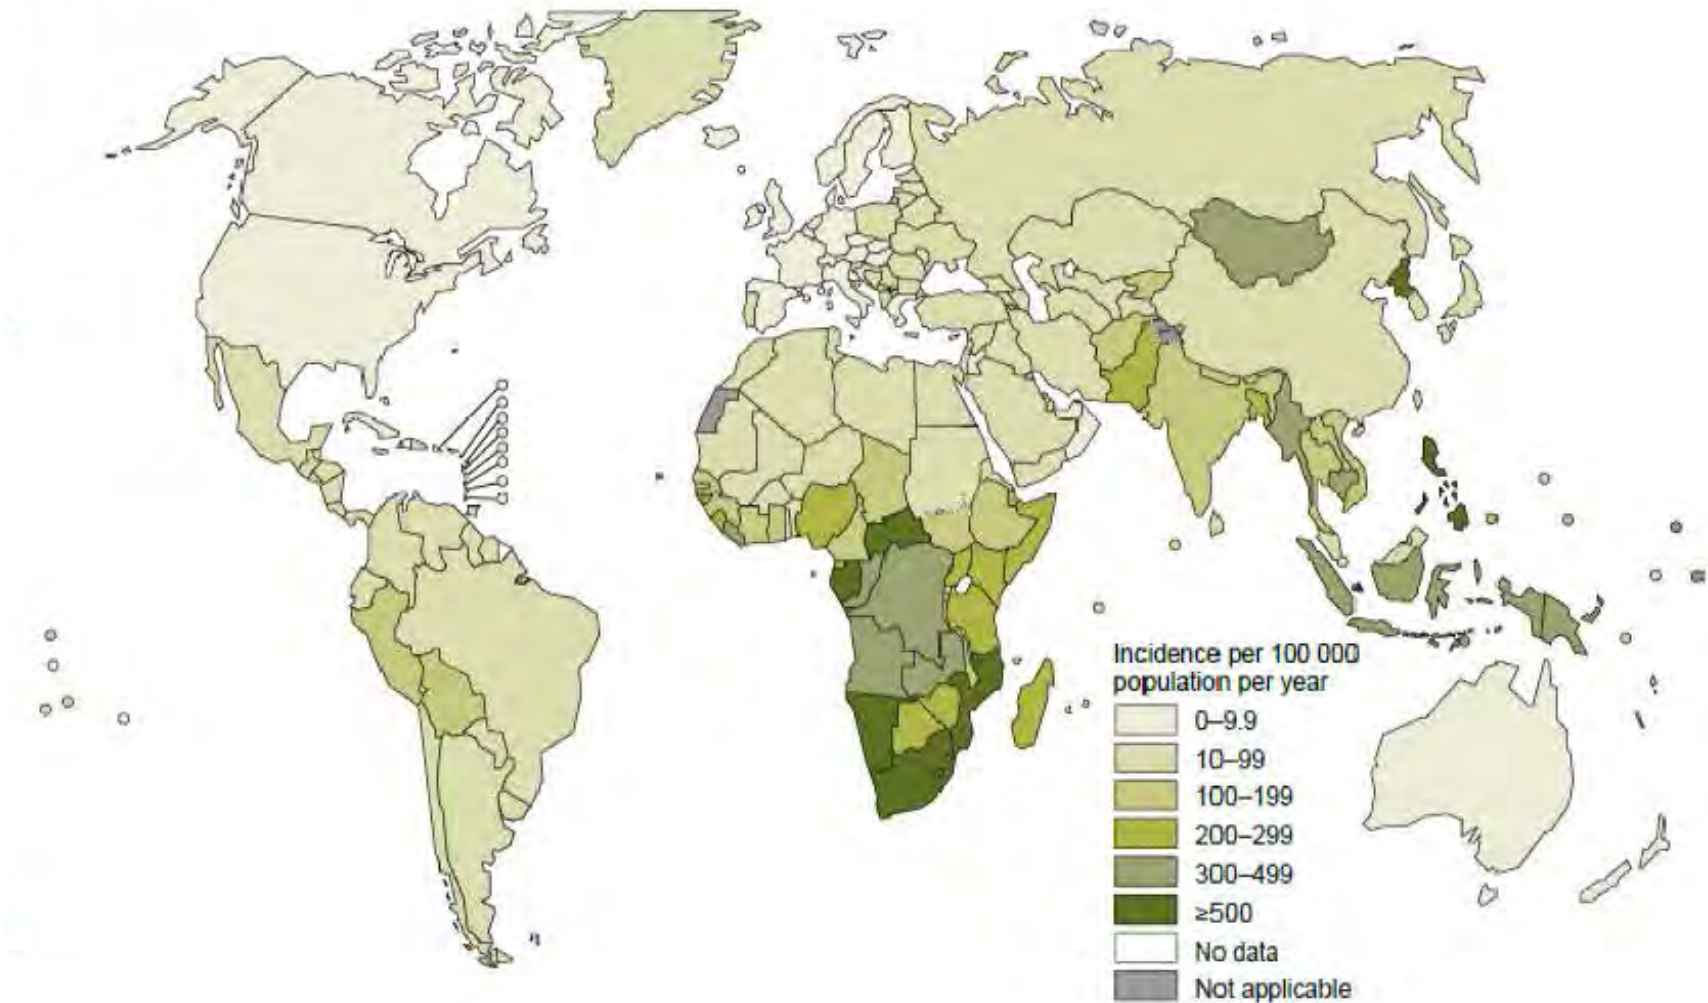 Incidence per 100 000
population per year
0–9.9
10–99
100–199
200–299
300–499
≥500
No data
Not applicable